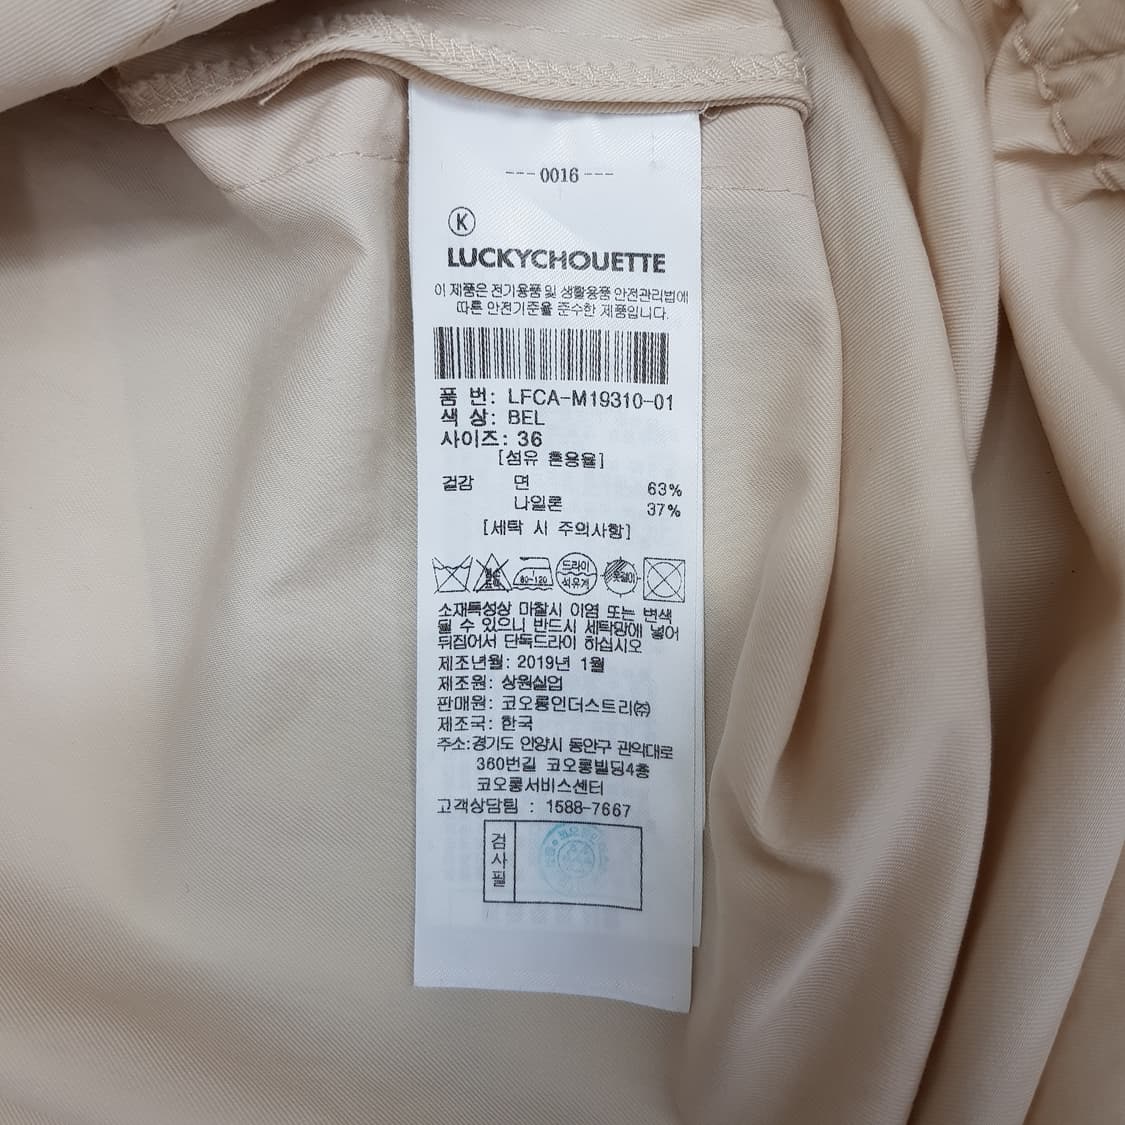 ---0016---
K
LUCKYCHOUETTE
이 제품은 전기용품 및 생활용품 안전관리법에
따른 안전기준을 준수한 제품입니다.
품 번: LFCA-M19310-01
색 상: BEL
사이즈: 36
[섬유 혼용율]
겉감 면 63%
나일론 37%
[세탁 시 주의사항]
80-120 드라이 석유계 옷걸이
소재특성상 마찰시 이염 또는 변색
될 수 있으니 반드시 세탁망에 넣어
뒤집어서 단독드라이 하십시오
제조년월: 2019년 1월
제조원: 상원실업
판매원: 코오롱인더스트리㈜
제조국: 한국
주소:경기도 안양시 동안구 관악대로
360번길 코오롱빌딩4층
코오롱서비스센터
고객상담팀 : 1588-7667
검사필